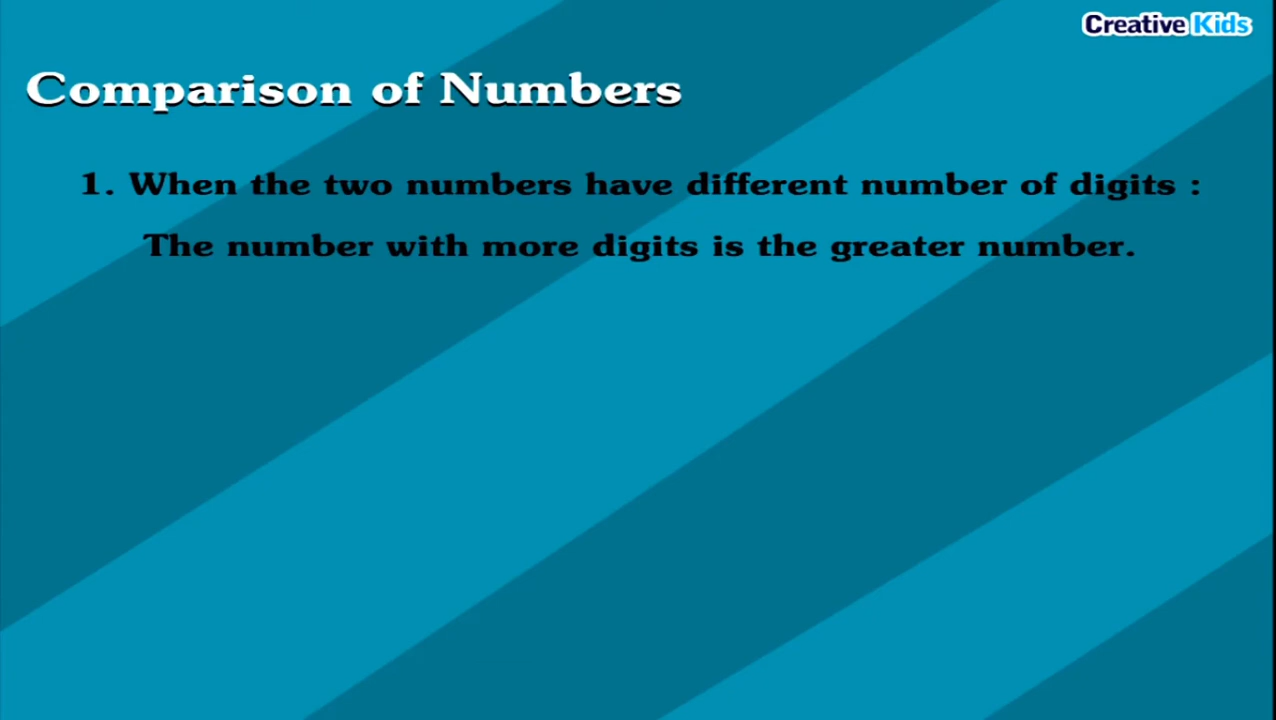 Creative Kids
Comparison of Numbers
1. When the two numbers have different number of digits :
The number with more digits is the greater number.